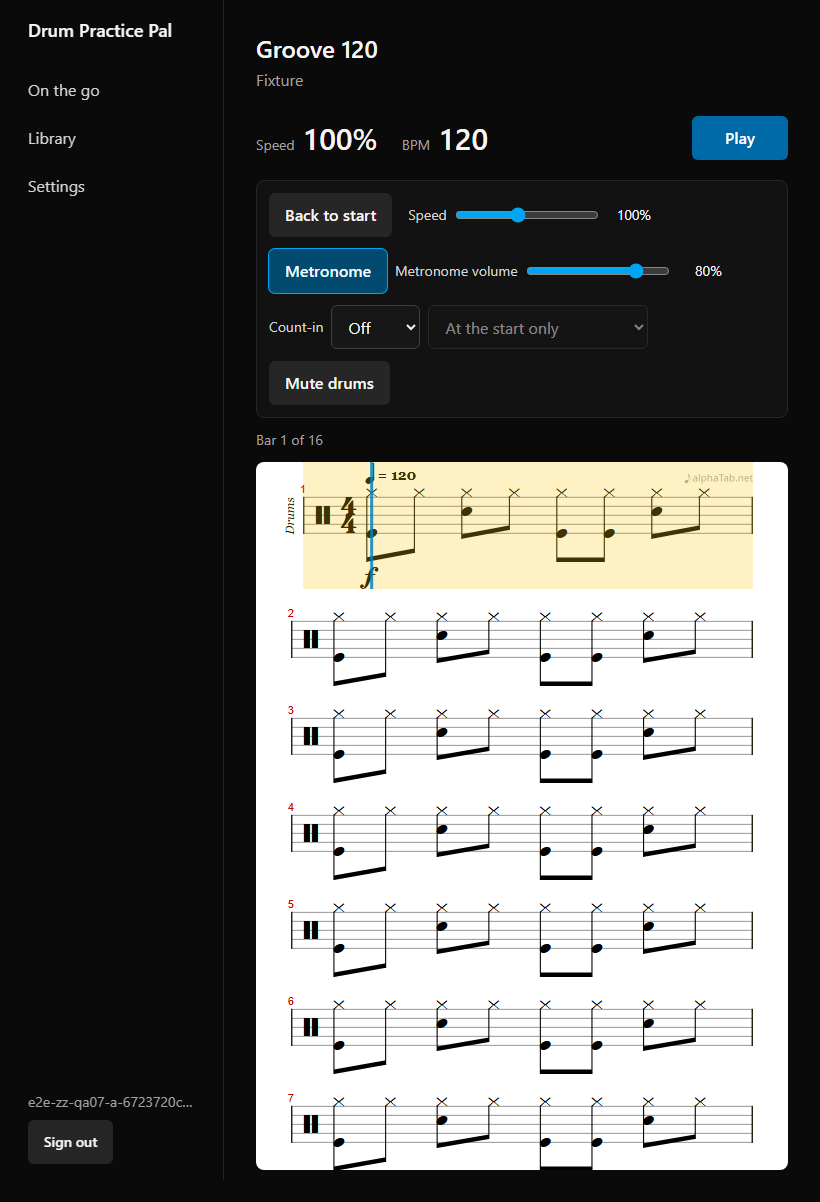 Drum Practice Pal
On the go
Library
Settings
Groove 120
Fixture
Speed 100% BPM 120
Play
Back to start Speed 100%
Metronome Metronome volume 80%
Count-in Off At the start only
Mute drums
Bar 1 of 16
= 120
alphaTab.net
1
Drums
4
4
f
2
3
4
5
6
7
e2e-zz-qa07-a-6723720c...
Sign out